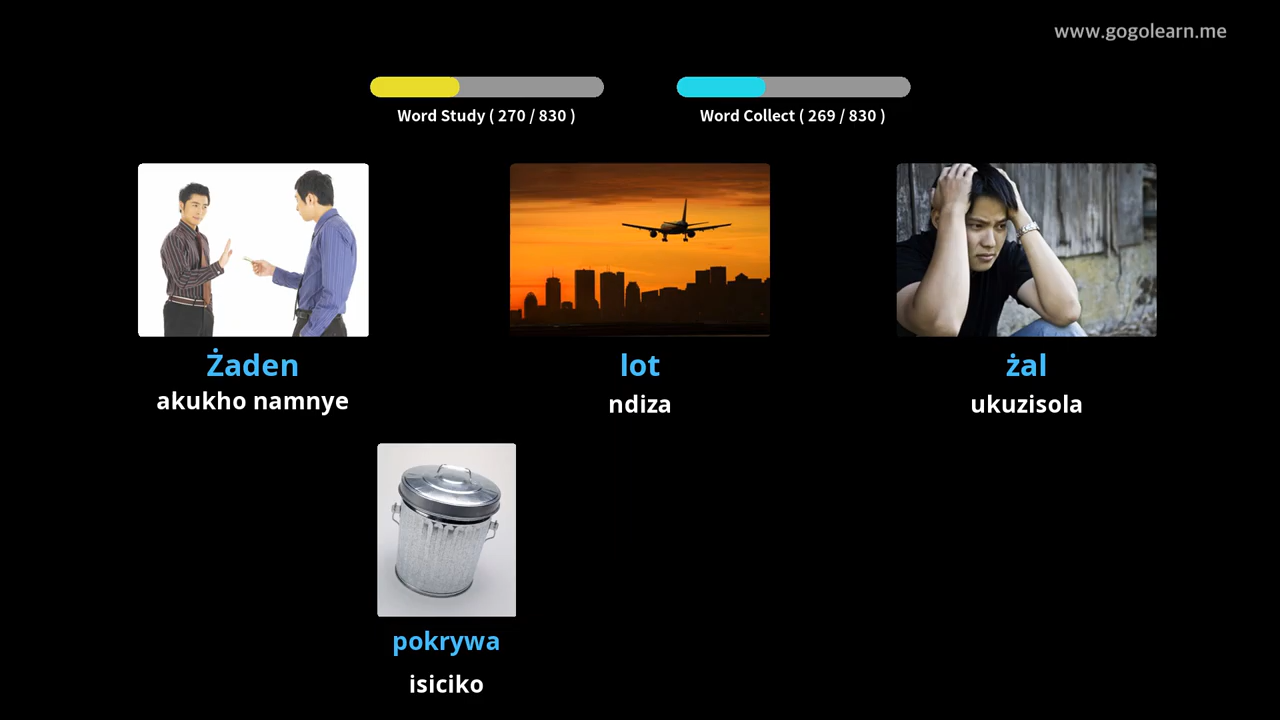 www.gogolearn.me
Word Study ( 270 / 830 )
Word Collect ( 269 / 830 )
Żaden
akukho namnye
lot
ndiza
żal
ukuzisola
pokrywa
isiciko